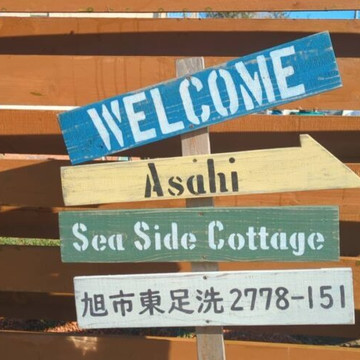 WELCOME
Asahi
Sea Side Cottage
旭市東足洗2778-151